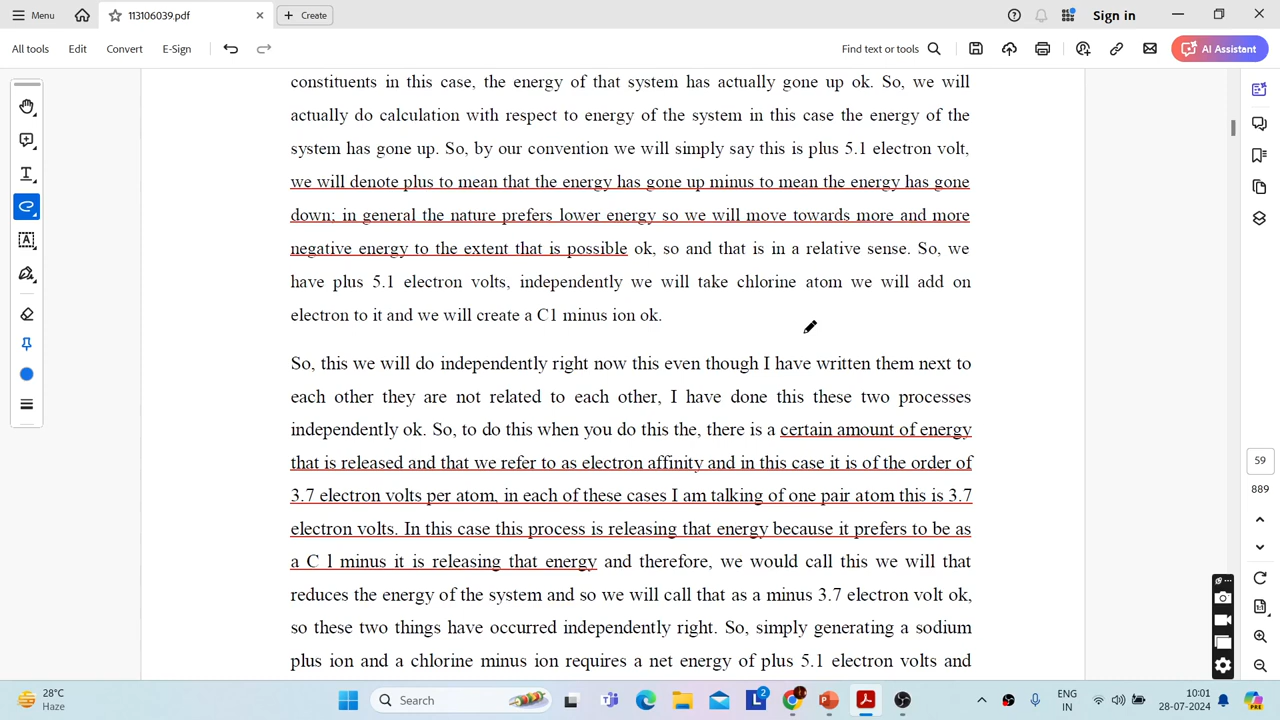 Menu 113106039.pdf Create Sign in
All tools Edit Convert E-Sign Find text or tools AI Assistant
constituents in this case, the energy of that system has actually gone up ok. So, we will
actually do calculation with respect to energy of the system in this case the energy of the
system has gone up. So, by our convention we will simply say this is plus 5.1 electron volt,
we will denote plus to mean that the energy has gone up minus to mean the energy has gone
down; in general the nature prefers lower energy so we will move towards more and more
negative energy to the extent that is possible ok, so and that is in a relative sense. So, we
have plus 5.1 electron volts, independently we will take chlorine atom we will add on
electron to it and we will create a C1 minus ion ok.
So, this we will do independently right now this even though I have written them next to
each other they are not related to each other, I have done this these two processes
independently ok. So, to do this when you do this the, there is a certain amount of energy
that is released and that we refer to as electron affinity and in this case it is of the order of
3.7 electron volts per atom, in each of these cases I am talking of one pair atom this is 3.7
electron volts. In this case this process is releasing that energy because it prefers to be as
a C l minus it is releasing that energy and therefore, we would call this we will that
reduces the energy of the system and so we will call that as a minus 3.7 electron volt ok,
so these two things have occurred independently right. So, simply generating a sodium
plus ion and a chlorine minus ion requires a net energy of plus 5.1 electron volts and
59
889
28°C
Haze
Search
2
ENG
IN
10:01
28-07-2024